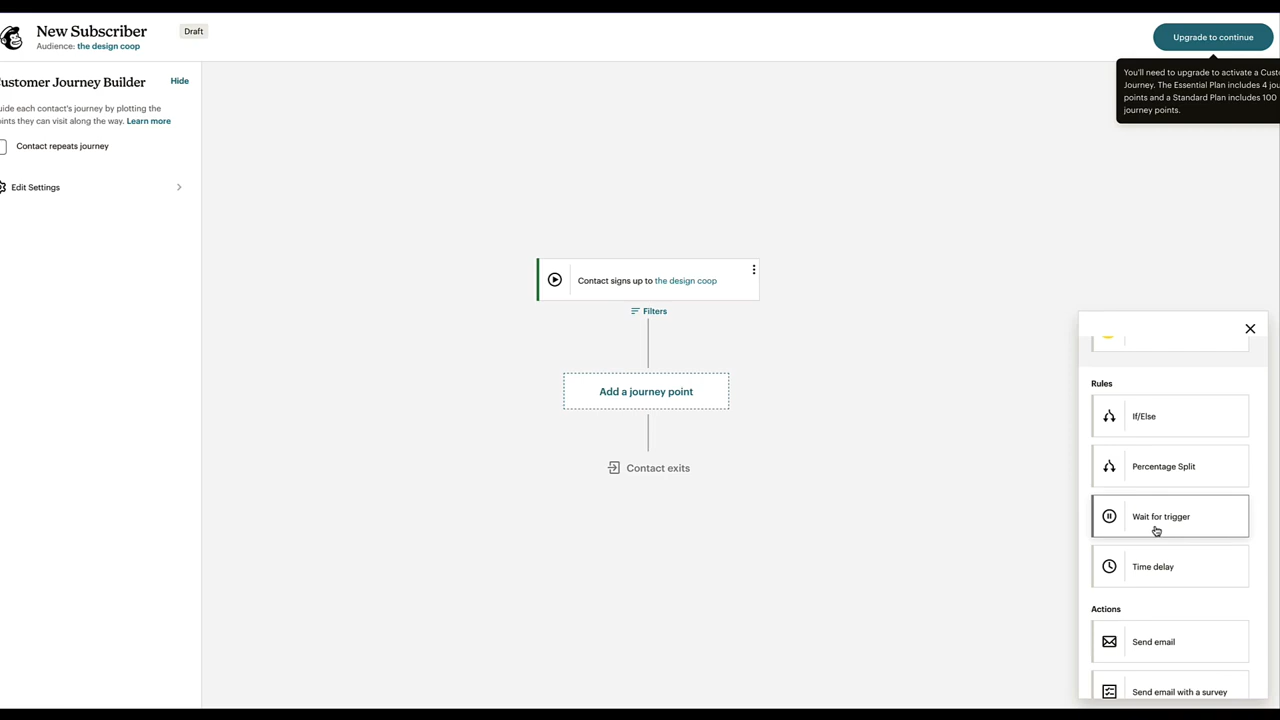 New Subscriber
Draft
Audience: the design coop
Upgrade to continue
You'll need to upgrade to activate a
Journey. The Essential Plan includes 4
points and a Standard Plan includes 100
journey points.
Customer Journey Builder
Hide
each contact's journey by plotting the
they can visit along the way. Learn more
Contact repeats journey
Edit Settings
Contact signs up to the design coop
Filters
Add a journey point
Contact exits
Rules
If/Else
Percentage Split
Wait for trigger
Time delay
Actions
Send email
Send email with a survey